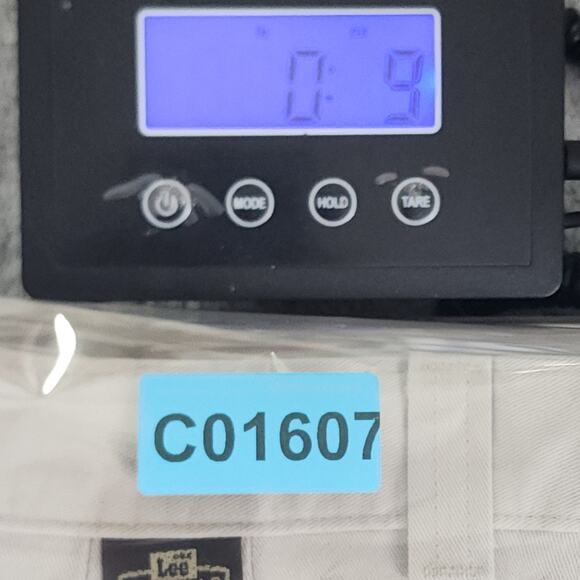 0: 9
MODE
HOLD
TARE
C01607
Lee